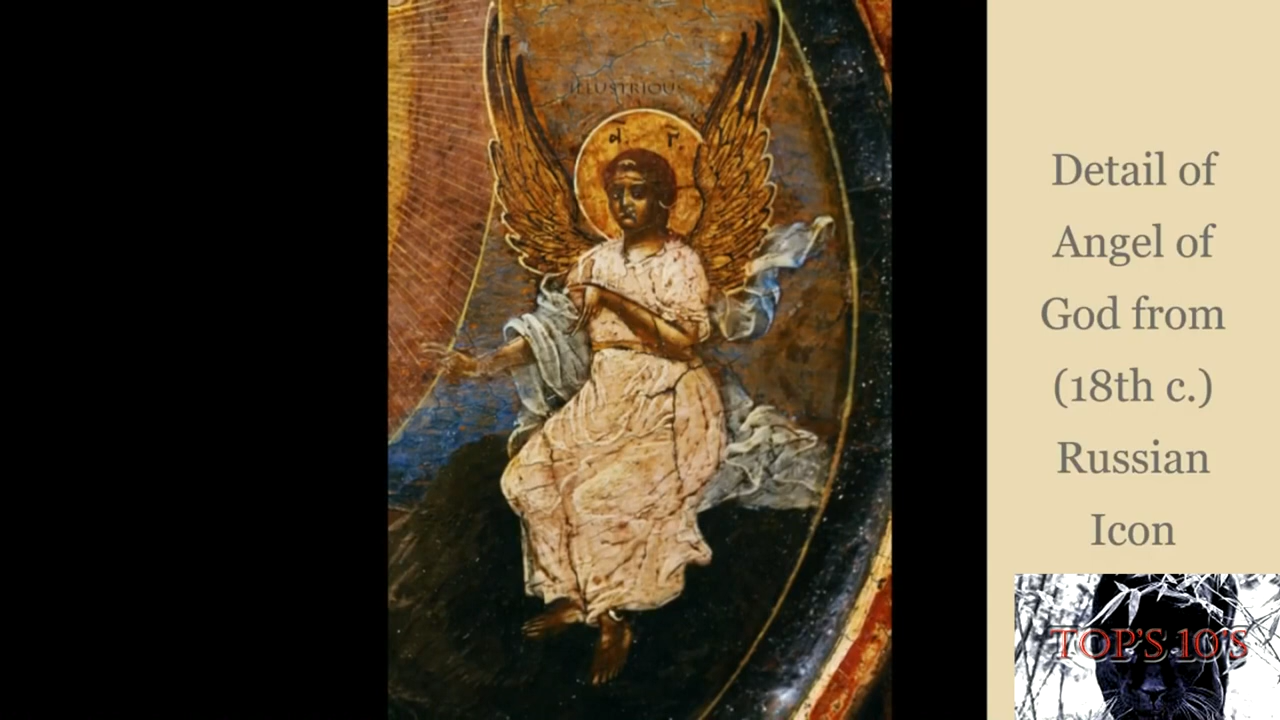 ILLUSTRIOUS
Detail of
Angel of
God from
(18th c.)
Russian
Icon
TOP'S 10'S